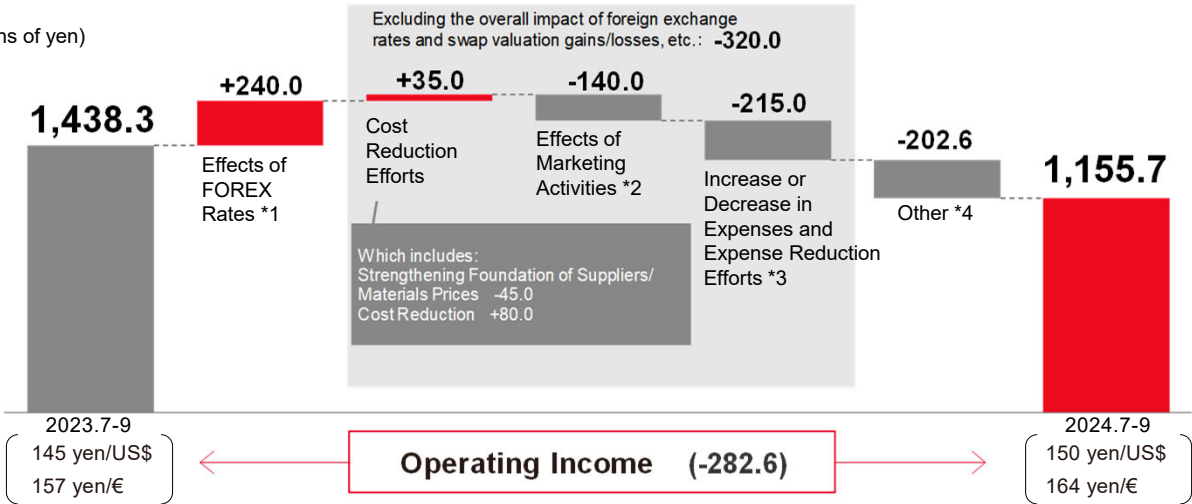 ns of yen)
Excluding the overall impact of foreign exchange
rates and swap valuation gains/losses, etc.: -320.0
1,438.3
+240.0
Effects of
FOREX
Rates *1
+35.0
Cost
Reduction
Efforts
Which includes:
Strengthening Foundation of Suppliers/
Materials Prices -45.0
Cost Reduction +80.0
-140.0
Effects of
Marketing
Activities *2
-215.0
Increase or
Decrease in
Expenses and
Expense Reduction
Efforts *3
-202.6
Other *4
1,155.7
2023.7-9
145 yen/US$
157 yen/€
Operating Income (-282.6)
2024.7-9
150 yen/US$
164 yen/€